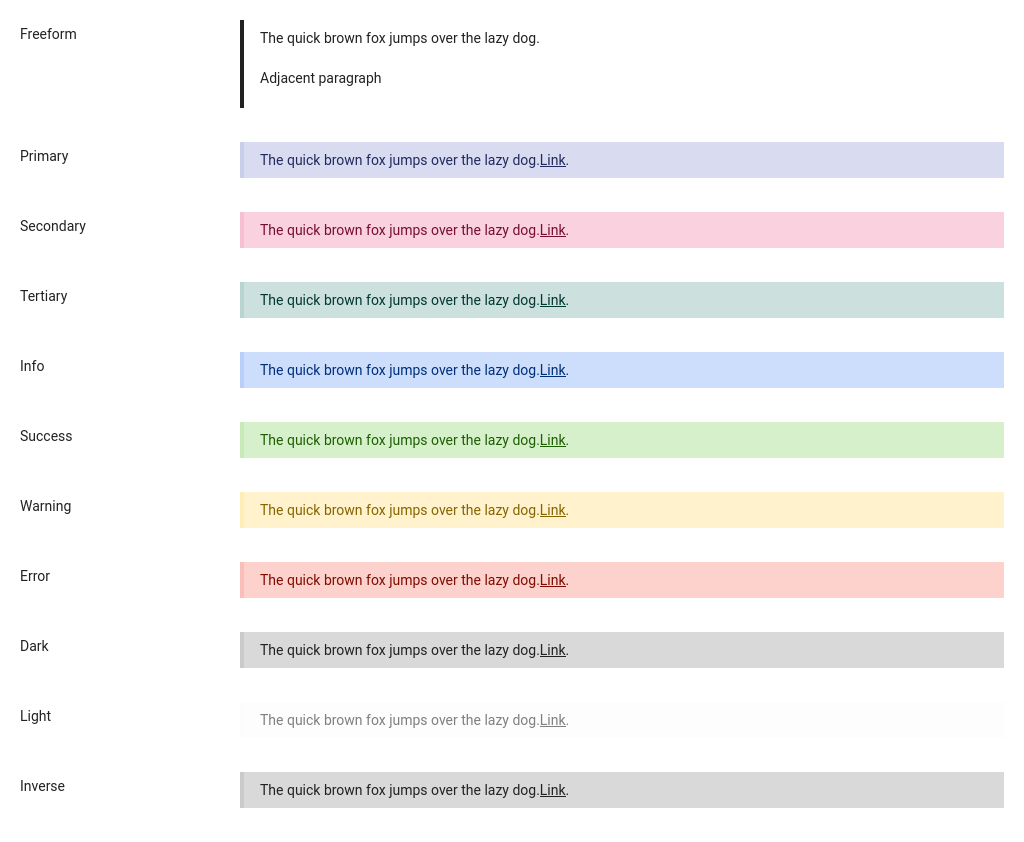 Freeform
The quick brown fox jumps over the lazy dog.
Adjacent paragraph
Primary
The quick brown fox jumps over the lazy dog.Link.
Secondary
The quick brown fox jumps over the lazy dog.Link.
Tertiary
The quick brown fox jumps over the lazy dog.Link.
Info
The quick brown fox jumps over the lazy dog.Link.
Success
The quick brown fox jumps over the lazy dog.Link.
Warning
The quick brown fox jumps over the lazy dog.Link.
Error
The quick brown fox jumps over the lazy dog.Link.
Dark
The quick brown fox jumps over the lazy dog.Link.
Light
The quick brown fox jumps over the lazy dog.Link.
Inverse
The quick brown fox jumps over the lazy dog.Link.